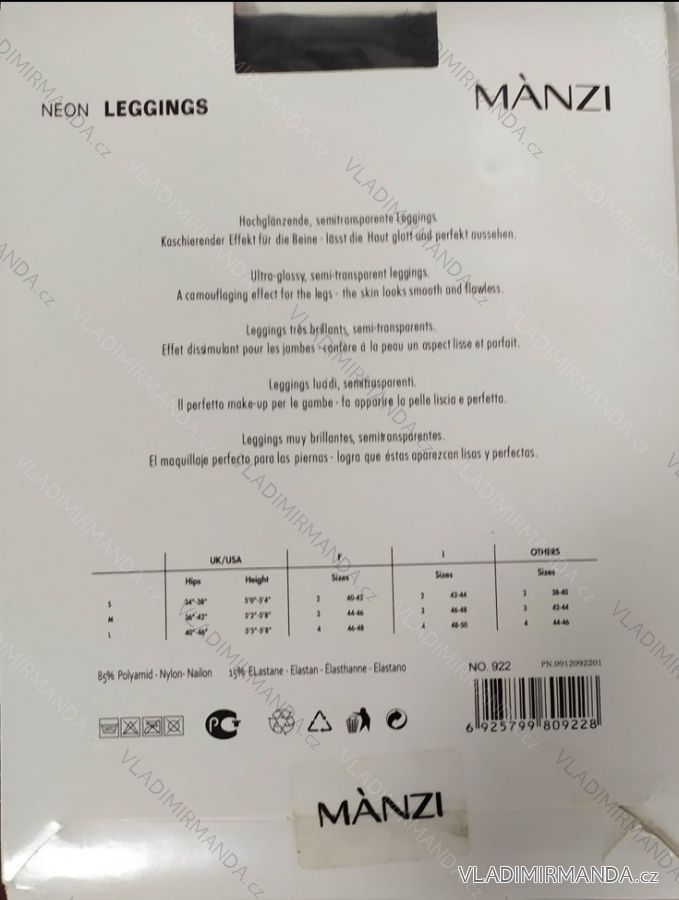 NEON LEGGINGS
MÀNZI
Hochglänzende, semitransparente Leggings.
Kaschierender Effekt für die Beine - lässt die Haut glatt und perfekt aussehen.
Ultra-glossy, semi-transparent leggings.
A camouflaging effect for the legs - the skin looks smooth and flawless.
Leggings très brillants, semi-transparents.
Effet dissimulant pour les jambes - confère à la peau un aspect lisse et parfait.
Leggings luddi, semitrasparenti.
Il perfetto make-up per le gambe - fa apparire la pelle liscia e perfetta.
Leggings muy brillantes, semitransparentes.
El maquillaje perfecto para las piernas - logra que éstas aparezcan lisas y perfectas.
UK/USA F I OTHERS
Hips Height Sizes Sizes Sizes
S 34"-38" 5'0"-5'4" 2 40-42 2 42-44 2 38-40
M 36"-42" 5'2"-5'8" 3 44-46 3 46-48 3 42-44
L 40"-46" 5'5"-5'8" 4 46-48 4 48-50 4 44-46
85% Polyamid - Nylon- Nailon 15% ELastane - Elastan - Élasthanne - Elastano
NO. 922 PN.0912092201
PCT
6 925799 809228
MÀNZI
VLADIMIRMANDA.cz